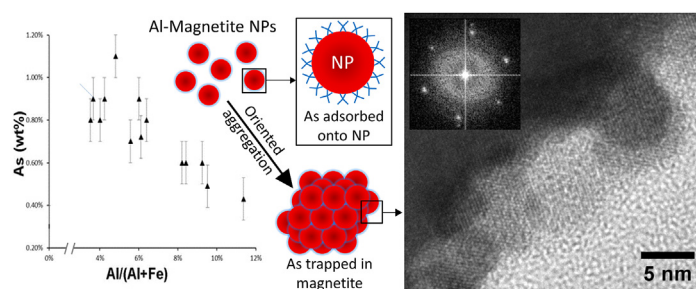 1.20%
1.00%
0.80%
0.60%
0.40%
0.20%
As (wt%)
0%
4%
6%
8%
10%
12%
Al/(Al+Fe)
Al-Magnetite NPs
Oriented
aggregation
NP
As adsorbed
onto NP
As trapped in
magnetite
5 nm